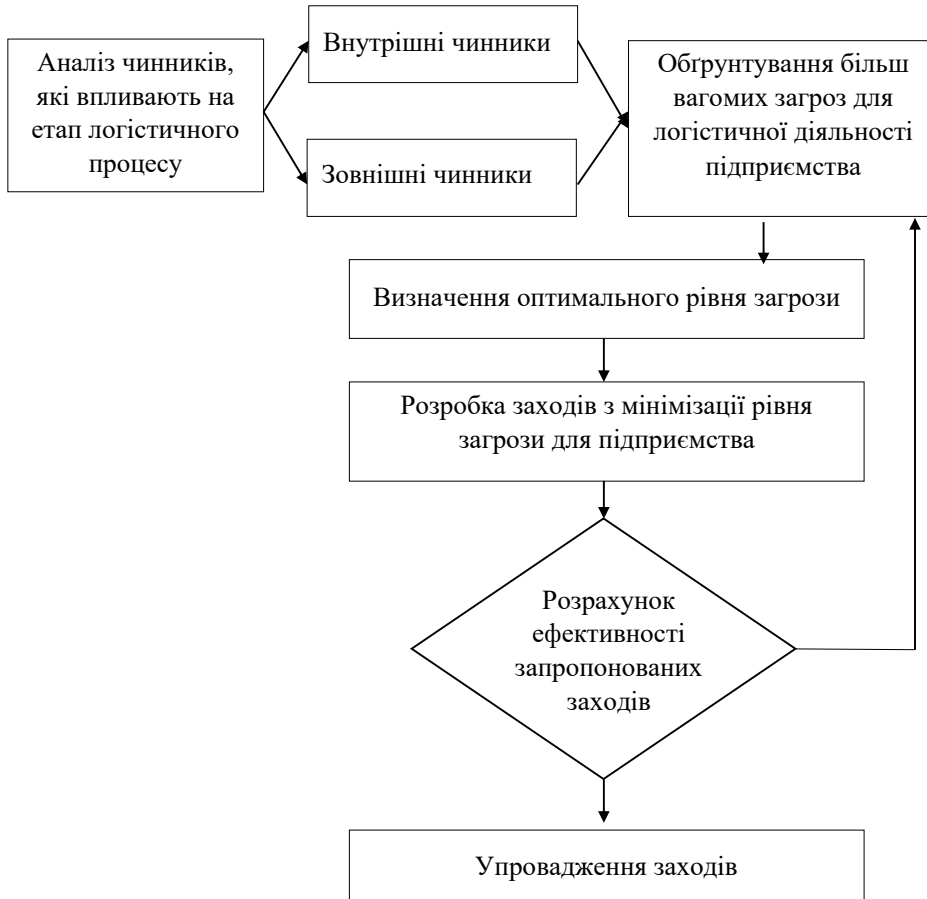 Аналіз чинників,
які впливають на
етап логістичного
процесу
Внутрішні чинники
Зовнішні чинники
Обґрунтування більш
вагомих загроз для
логістичної діяльності
підприємства
Визначення оптимального рівня загрози
Розробка заходів з мінімізації рівня
загрози для підприємства
Розрахунок
ефективності
запропонованих
заходів
Упровадження заходів